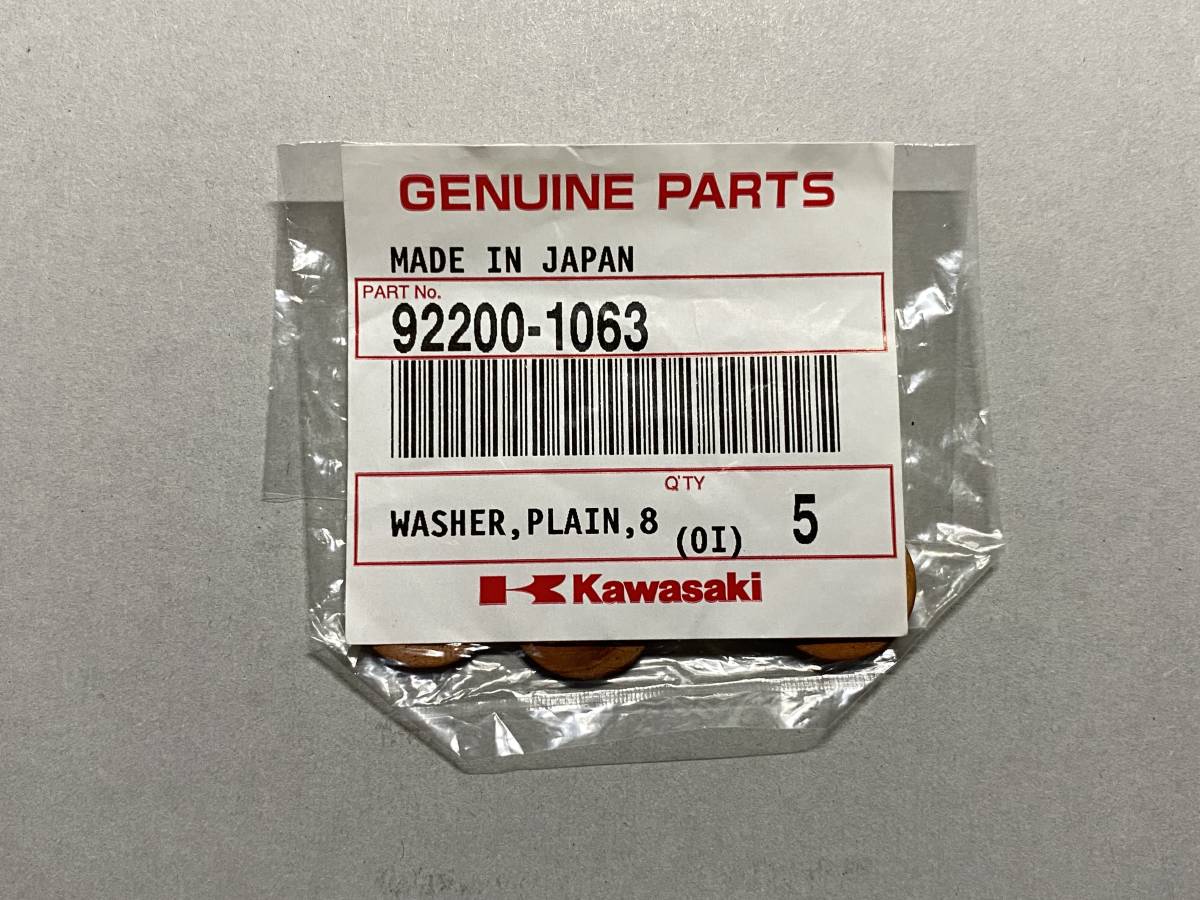 GENUINE PARTS
MADE IN JAPAN
PART No.
92200-1063
Q'TY
WASHER,PLAIN,8 (OI) 5
Kawasaki